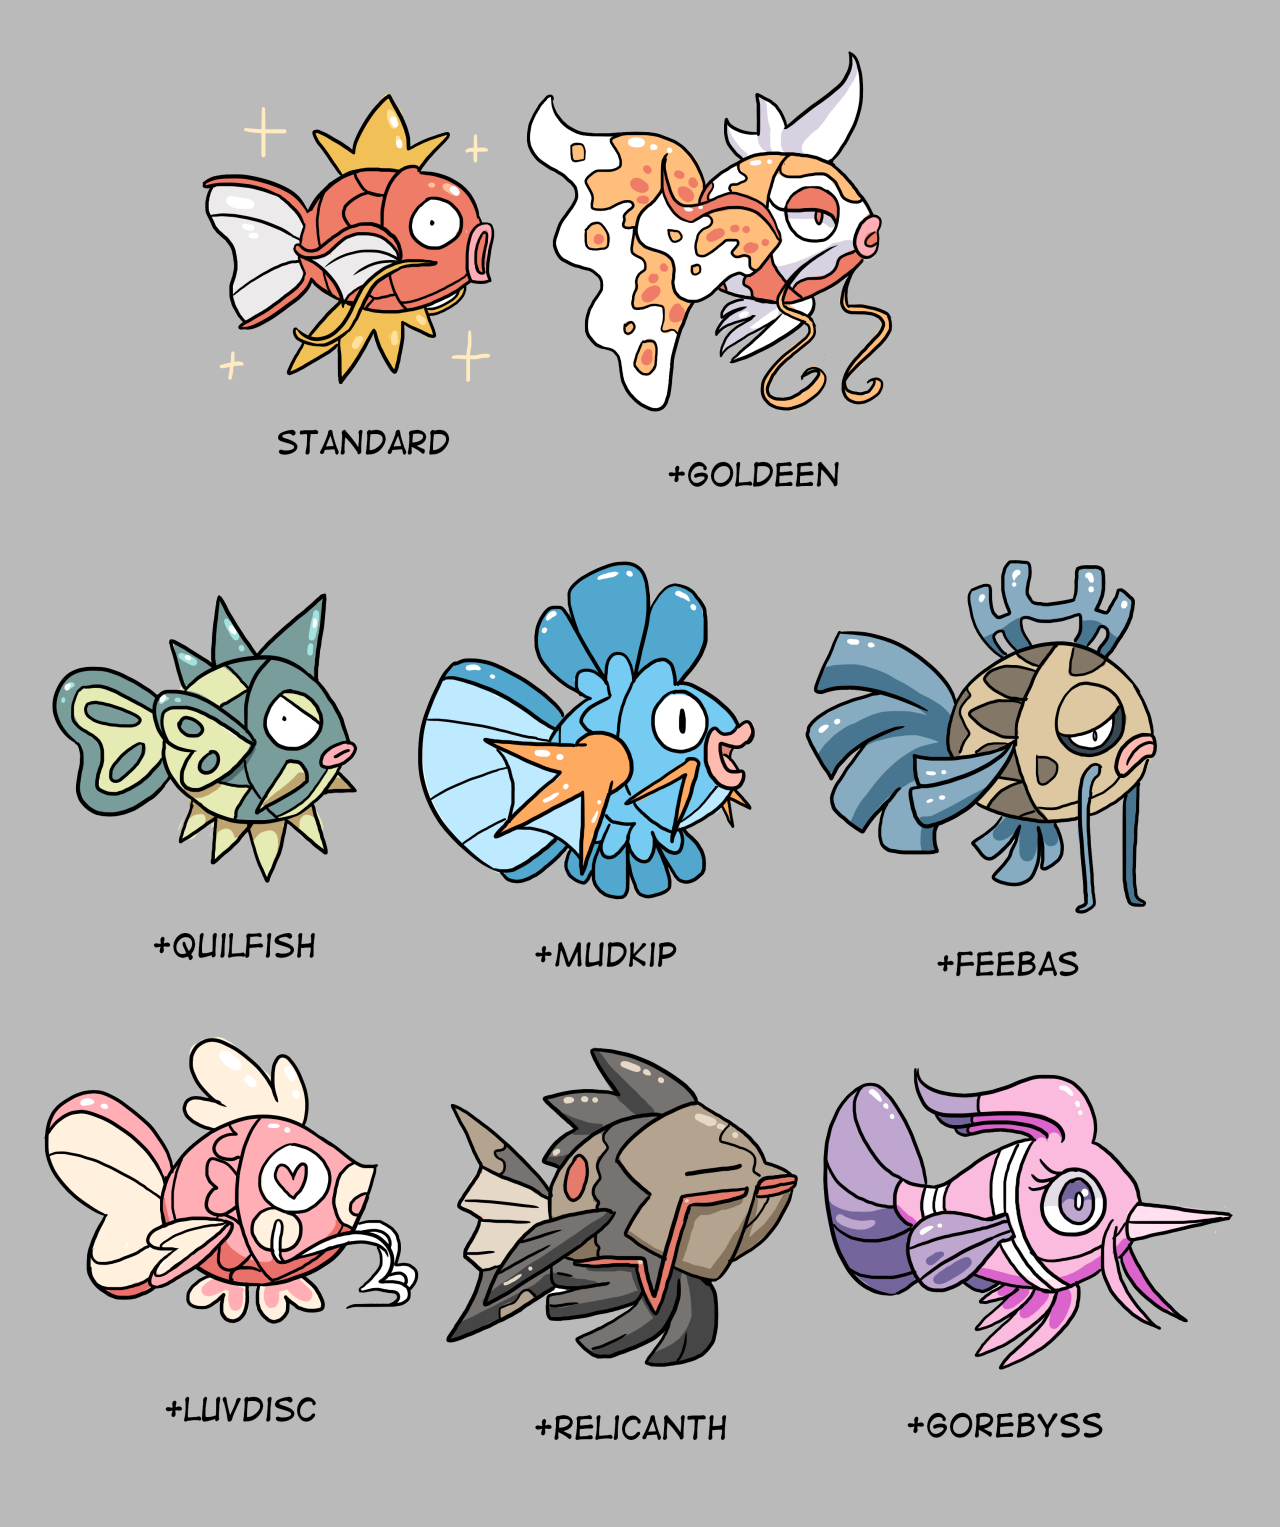 STANDARD
+GOLDEEN
+QUILFISH
+MUDKIP
+FEEBAS
+LUVDISC
+RELICANTH
+GOREBYSS